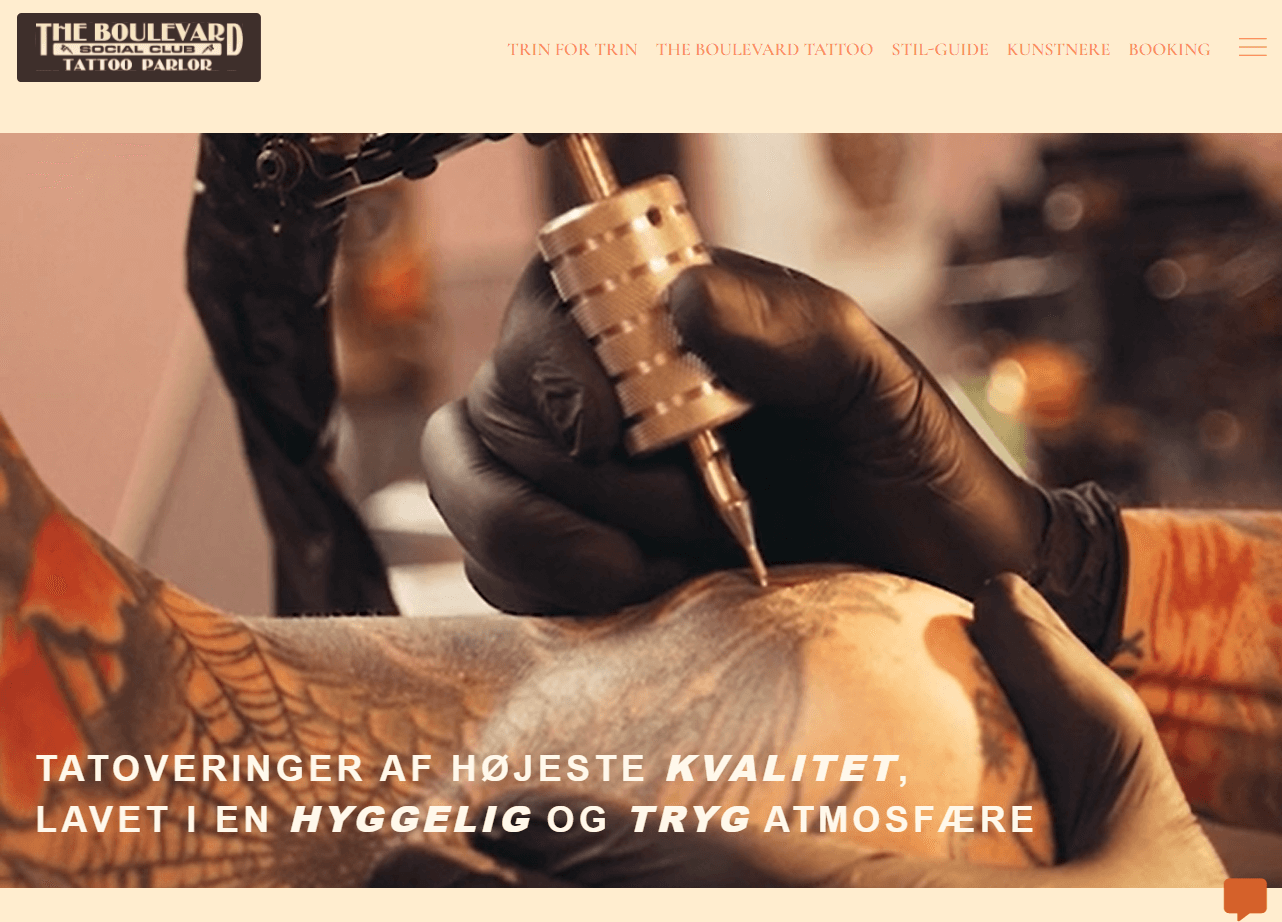 THE BOULEVARD
SOCIAL CLUB
TATTOO PARLOR
TRIN FOR TRIN THE BOULEVARD TATTOO STIL-GUIDE KUNSTNERE BOOKING
TATOVERINGER AF HØJESTE KVALITET,
LAVET I EN HYGGELIG OG TRYG ATMOSFÆRE